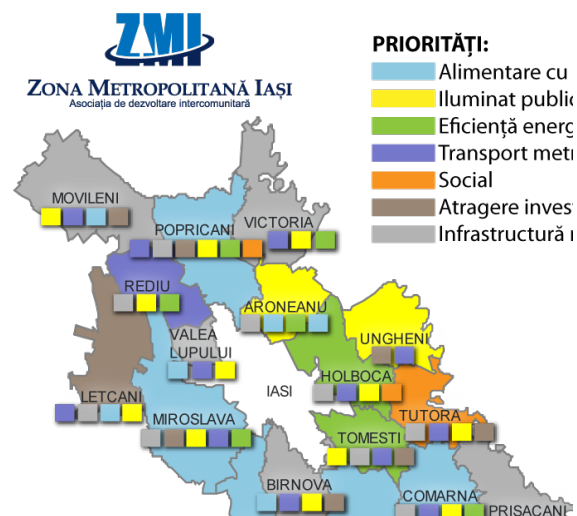 ZMI
ZONA METROPOLITANĂ IAȘI
Asociația de dezvoltare intercomunitară
PRIORITĂȚI:
Alimentare cu
Iluminat public
Eficiență energ
Transport metr
Social
Atragere invest
Infrastructură r
MOVILENI
POPRICANI
VICTORIA
REDIU
ARONEANU
VALEA
LUPULUI
UNGHENI
IASI
HOLBOCA
LETCANI
MIROSLAVA
TUTORA
TOMESTI
BIRNOVA
COMARNA
PRISACANI